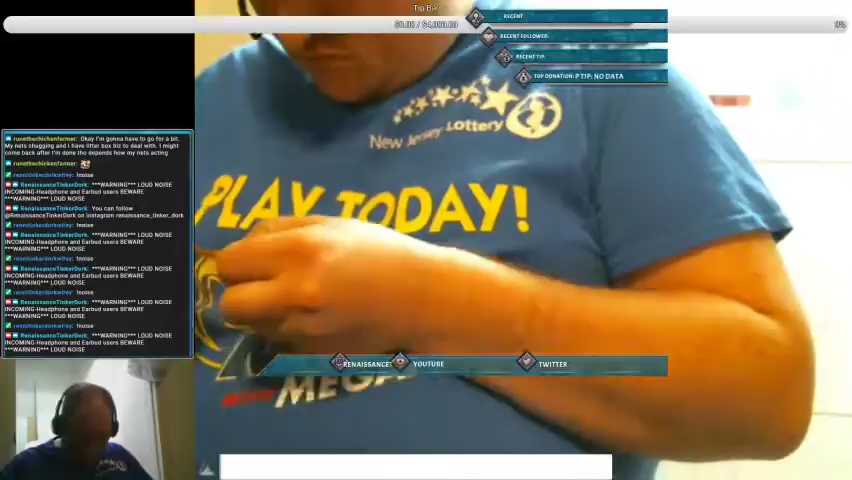 Tip Bar
$0.00 / $4,000.00
0%
RECENT
RECENT FOLLOWER:
RECENT TIP:
TOP DONATION: P TIP: NO DATA
New Jersey Lottery
PLAY TODAY!
MEGA
runethechickenfarmer: Okay I'm gonna have to go for a bit.
My nets chugging and I have litter box biz to deal with. I might
come back after I'm done tho depends how my nets acting
runethechickenfarmer:
rennitinkerdorkwifey: !noise
RenaissanceTinkerDork: ***WARNING*** LOUD NOISE
INCOMING-Headphone and Earbud users BEWARE
***WARNING*** LOUD NOISE
RenaissanceTinkerDork: You can follow
@RenaissanceTinkerDork on instagram renaissance_tinker_dork
rennitinkerdorkwifey: !noise
RenaissanceTinkerDork: ***WARNING*** LOUD NOISE
INCOMING-Headphone and Earbud users BEWARE
***WARNING*** LOUD NOISE
rennitinkerdorkwifey: !noise
RenaissanceTinkerDork: ***WARNING*** LOUD NOISE
INCOMING-Headphone and Earbud users BEWARE
***WARNING*** LOUD NOISE.
RenaissanceTinkerDork: ***WARNING*** LOUD NOISE
INCOMING-Headphone and Earbud users BEWARE
***WARNING*** LOUD NOISE
rennitinkerdorkwifey: !noise
RenaissanceTinkerDork: ***WARNING*** LOUD NOISE
INCOMING-Headphone and Earbud users BEWARE
***WARNING*** LOUD NOISE
RENAISSANCE
YOUTUBE
TWITTER